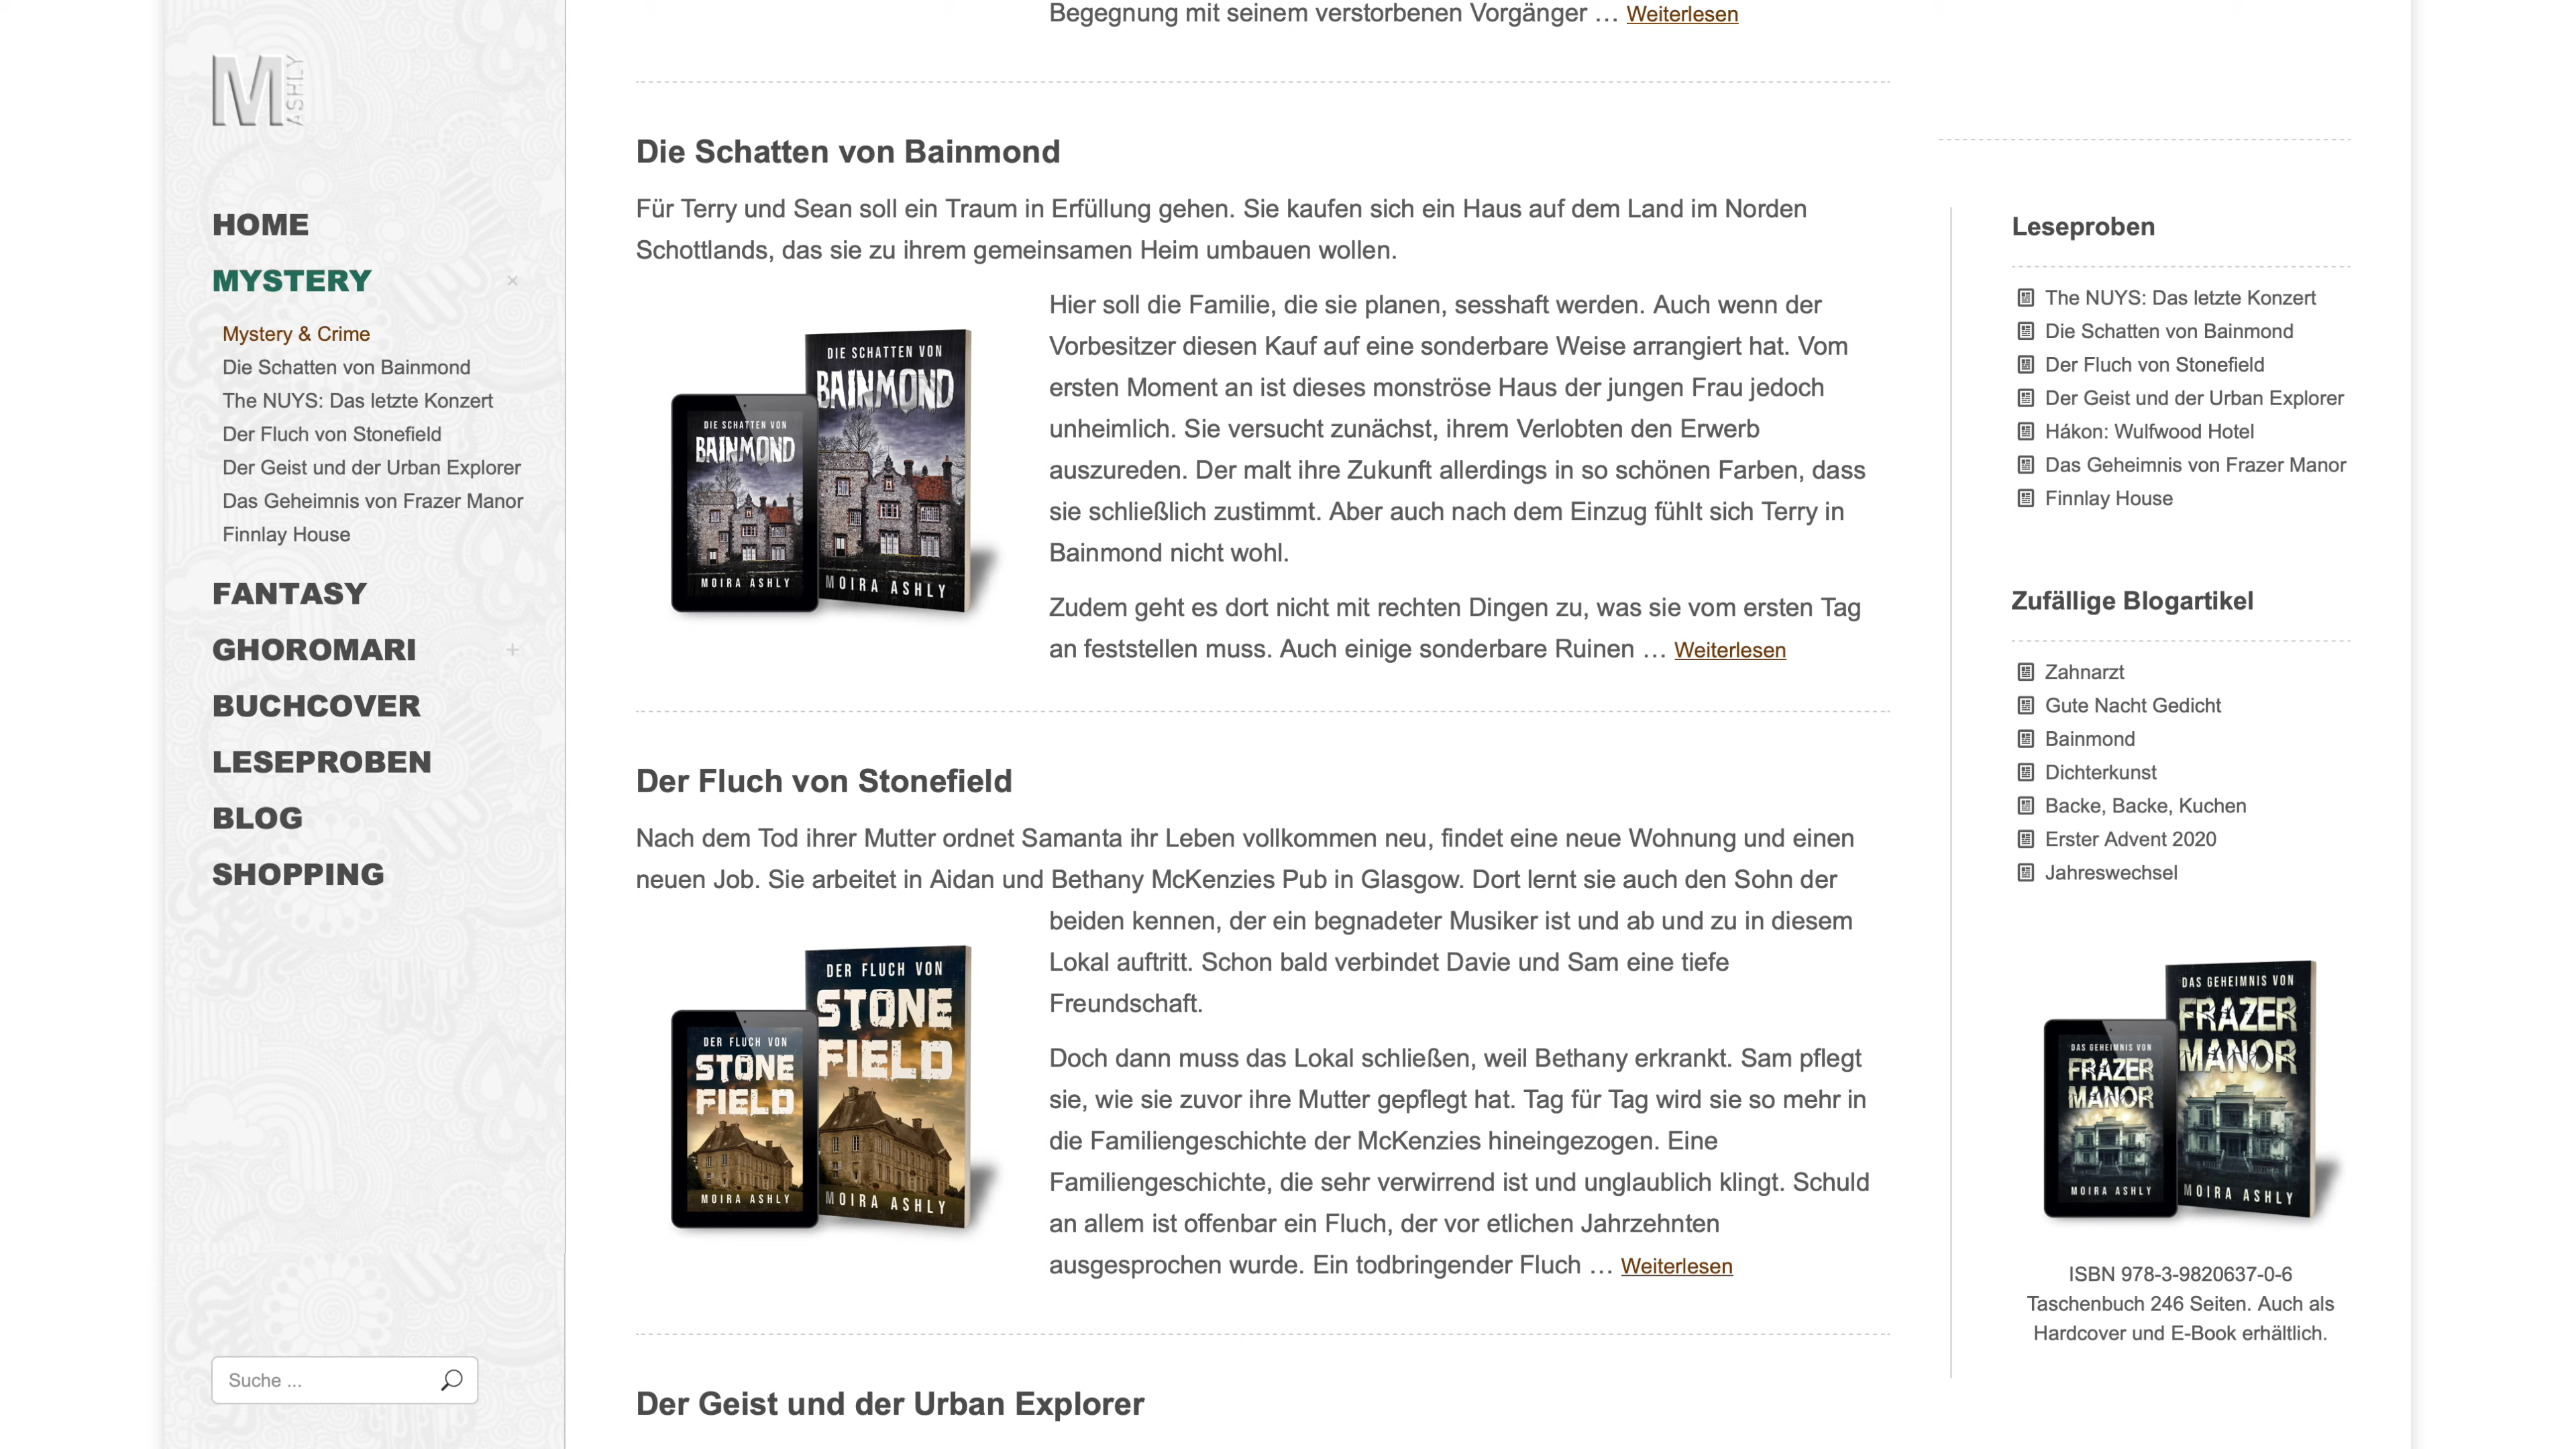 M
ASHLY
HOME
MYSTERY
Mystery & Crime
Die Schatten von Bainmond
The NUYS: Das letzte Konzert
Der Fluch von Stonefield
Der Geist und der Urban Explorer
Das Geheimnis von Frazer Manor
Finnlay House
FANTASY
GHOROMARI
BUCHCOVER
LESEPROBEN
BLOG
SHOPPING
Suche ...
Begegnung mit seinem verstorbenen Vorgänger … Weiterlesen
Die Schatten von Bainmond
Für Terry und Sean soll ein Traum in Erfüllung gehen. Sie kaufen sich ein Haus auf dem Land im Norden
Schottlands, das sie zu ihrem gemeinsamen Heim umbauen wollen.
DIE SCHATTEN VON
BAINMOND
MOIRA ASHLY
DIE SCHATTEN VON
BAINMOND
MOIRA ASHLY
Hier soll die Familie, die sie planen, sesshaft werden. Auch wenn der
Vorbesitzer diesen Kauf auf eine sonderbare Weise arrangiert hat. Vom
ersten Moment an ist dieses monströse Haus der jungen Frau jedoch
unheimlich. Sie versucht zunächst, ihrem Verlobten den Erwerb
auszureden. Der malt ihre Zukunft allerdings in so schönen Farben, dass
sie schließlich zustimmt. Aber auch nach dem Einzug fühlt sich Terry in
Bainmond nicht wohl.
Zudem geht es dort nicht mit rechten Dingen zu, was sie vom ersten Tag
an feststellen muss. Auch einige sonderbare Ruinen … Weiterlesen
Der Fluch von Stonefield
Nach dem Tod ihrer Mutter ordnet Samanta ihr Leben vollkommen neu, findet eine neue Wohnung und einen
neuen Job. Sie arbeitet in Aidan und Bethany McKenzies Pub in Glasgow. Dort lernt sie auch den Sohn der
beiden kennen, der ein begnadeter Musiker ist und ab und zu in diesem
Lokal auftritt. Schon bald verbindet Davie und Sam eine tiefe
Freundschaft.
DER FLUCH VON
STONE
FIELD
MOIRA ASHLY
DER FLUCH VON
STONE
FIELD
MOIRA ASHLY
Doch dann muss das Lokal schließen, weil Bethany erkrankt. Sam pflegt
sie, wie sie zuvor ihre Mutter gepflegt hat. Tag für Tag wird sie so mehr in
die Familiengeschichte der McKenzies hineingezogen. Eine
Familiengeschichte, die sehr verwirrend ist und unglaublich klingt. Schuld
an allem ist offenbar ein Fluch, der vor etlichen Jahrzehnten
ausgesprochen wurde. Ein todbringender Fluch … Weiterlesen
Der Geist und der Urban Explorer
Leseproben
The NUYS: Das letzte Konzert
Die Schatten von Bainmond
Der Fluch von Stonefield
Der Geist und der Urban Explorer
Hákon: Wulfwood Hotel
Das Geheimnis von Frazer Manor
Finnlay House
Zufällige Blogartikel
Zahnarzt
Gute Nacht Gedicht
Bainmond
Dichterkunst
Backe, Backe, Kuchen
Erster Advent 2020
Jahreswechsel
DAS GEHEIMNIS VON
FRAZER
MANOR
MOIRA ASHLY
DAS GEHEIMNIS VON
FRAZER
MANOR
MOIRA ASHLY
ISBN 978-3-9820637-0-6
Taschenbuch 246 Seiten. Auch als
Hardcover und E-Book erhältlich.